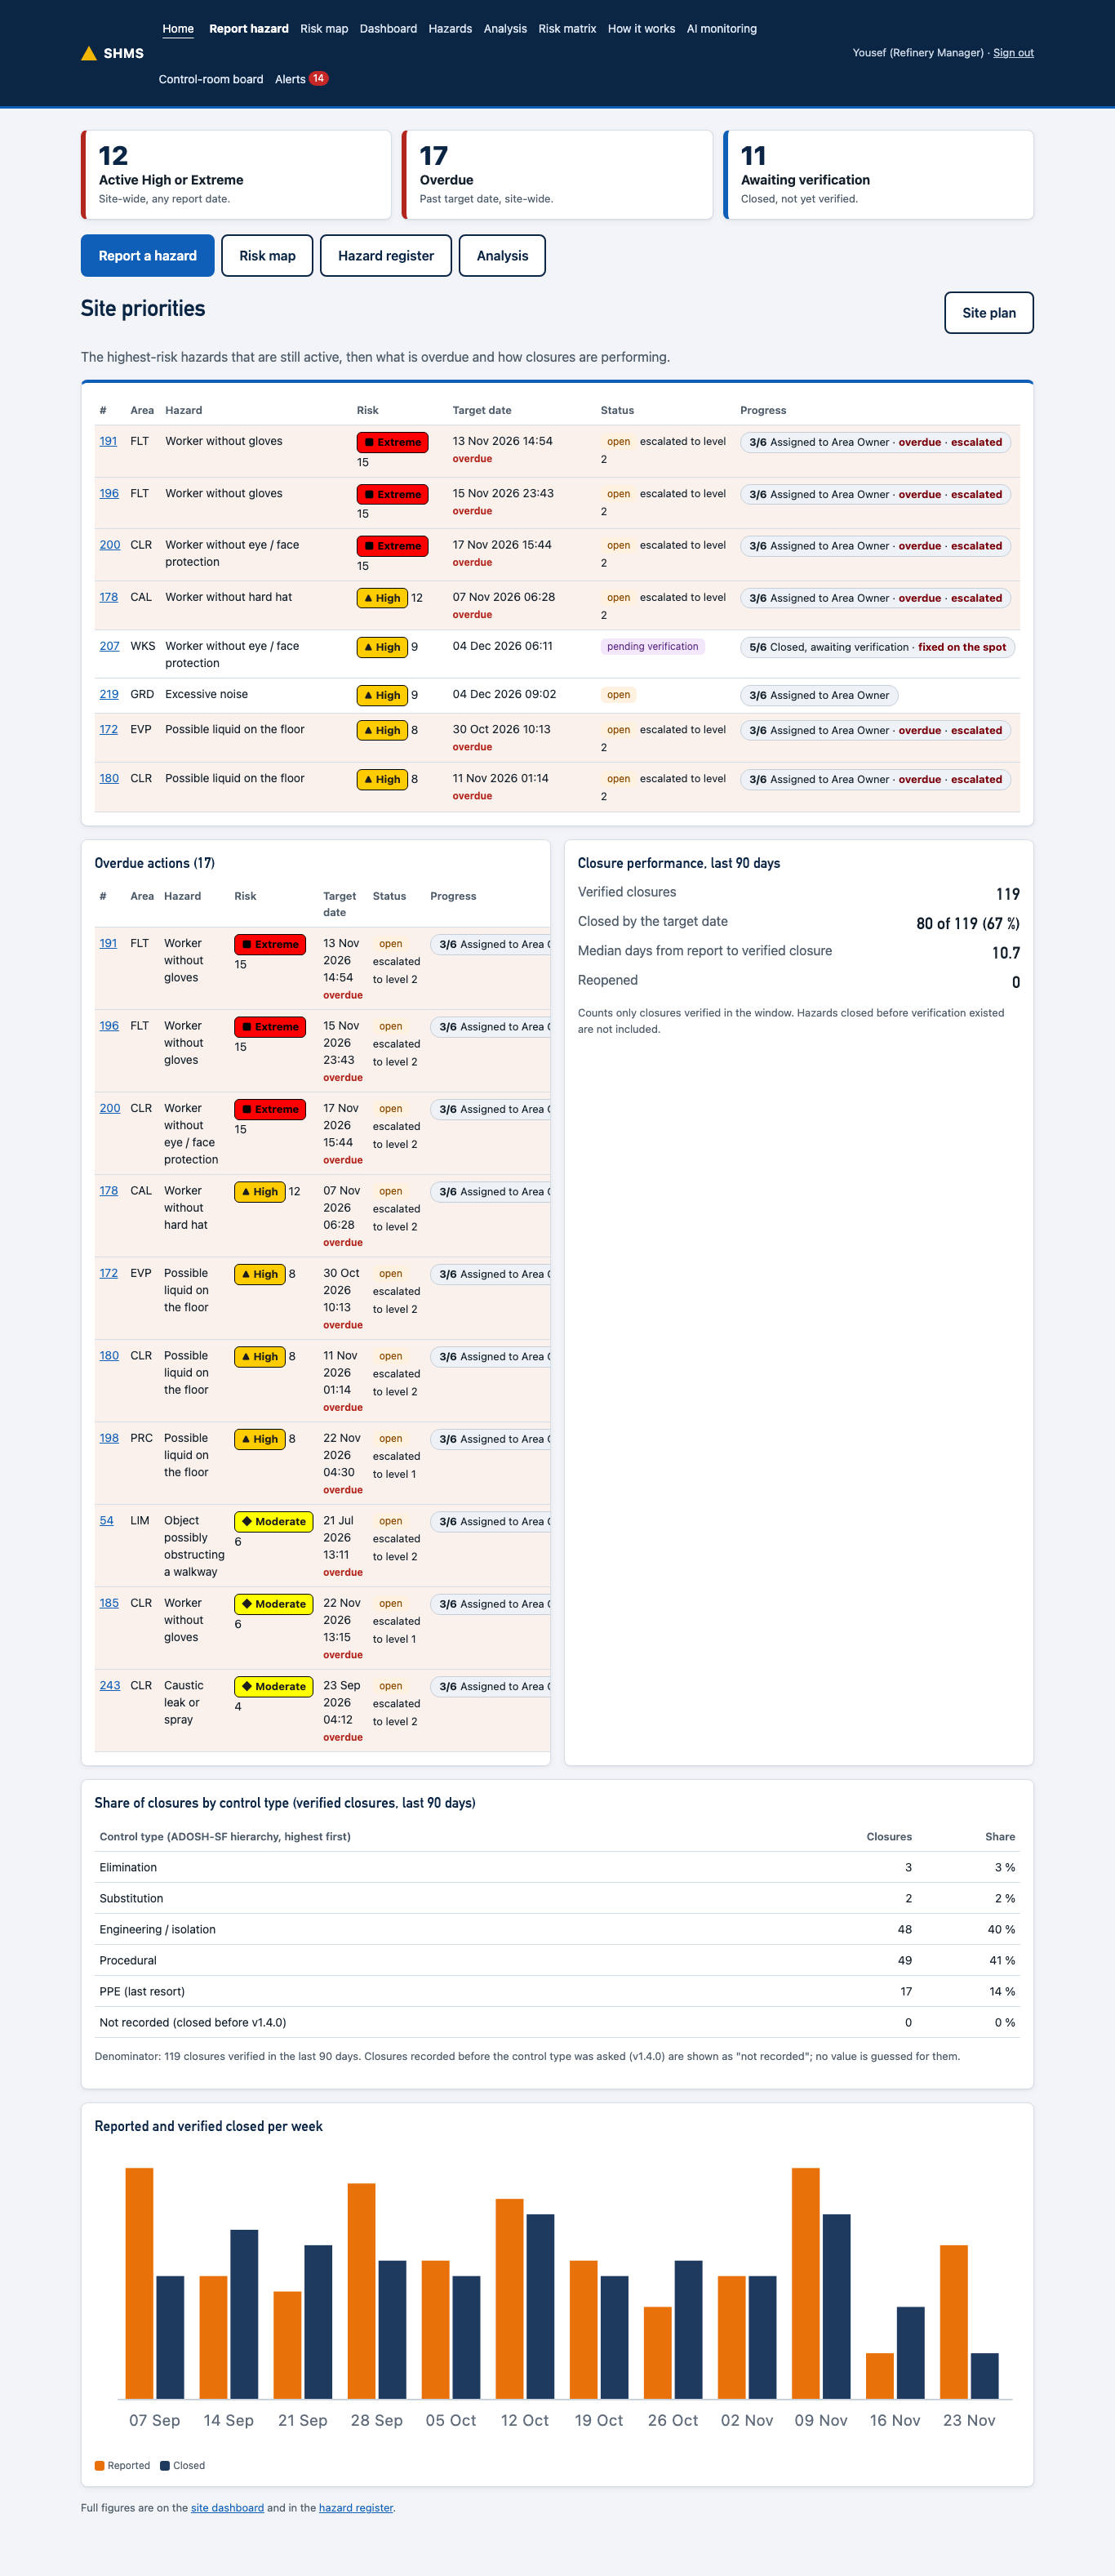 SHMS
Home Report hazard Risk map Dashboard Hazards Analysis Risk matrix How it works AI monitoring
Control-room board Alerts 14
Yousef (Refinery Manager) · Sign out
12
Active High or Extreme
Site-wide, any report date.
17
Overdue
Past target date, site-wide.
11
Awaiting verification
Closed, not yet verified.
Report a hazard Risk map Hazard register Analysis
Site priorities
Site plan
The highest-risk hazards that are still active, then what is overdue and how closures are performing.
# Area Hazard Risk Target date Status Progress
191 FLT Worker without gloves Extreme 13 Nov 2026 14:54 open escalated to level 3/6 Assigned to Area Owner · overdue · escalated
15 overdue 2
196 FLT Worker without gloves Extreme 15 Nov 2026 23:43 open escalated to level 3/6 Assigned to Area Owner · overdue · escalated
15 overdue 2
200 CLR Worker without eye / face Extreme 17 Nov 2026 15:44 open escalated to level 3/6 Assigned to Area Owner · overdue · escalated
protection 15 overdue 2
178 CAL Worker without hard hat High 12 07 Nov 2026 06:28 open escalated to level 3/6 Assigned to Area Owner · overdue · escalated
overdue 2
207 WKS Worker without eye / face High 9 04 Dec 2026 06:11 pending verification 5/6 Closed, awaiting verification · fixed on the spot
protection
219 GRD Excessive noise High 9 04 Dec 2026 09:02 open 3/6 Assigned to Area Owner
172 EVP Possible liquid on the floor High 8 30 Oct 2026 10:13 open escalated to level 3/6 Assigned to Area Owner · overdue · escalated
overdue 2
180 CLR Possible liquid on the floor High 8 11 Nov 2026 01:14 open escalated to level 3/6 Assigned to Area Owner · overdue · escalated
overdue 2
Overdue actions (17)
# Area Hazard Risk Target Status Progress
date
191 FLT Worker Extreme 13 Nov open 3/6 Assigned to Area
without 15 2026 escalated
gloves 14:54 to level 2
overdue
196 FLT Worker Extreme 15 Nov open 3/6 Assigned to Area
without 15 2026 escalated
gloves 23:43 to level 2
overdue
200 CLR Worker Extreme 17 Nov open 3/6 Assigned to Area
without 15 2026 escalated
eye / face 15:44 to level 2
protection overdue
178 CAL Worker High 12 07 Nov open 3/6 Assigned to Area
without 2026 escalated
hard hat 06:28 to level 2
overdue
172 EVP Possible High 8 30 Oct open 3/6 Assigned to Area
liquid on 2026 escalated
the floor 10:13 to level 2
overdue
180 CLR Possible High 8 11 Nov open 3/6 Assigned to Area
liquid on 2026 escalated
the floor 01:14 to level 2
overdue
198 PRC Possible High 8 22 Nov open 3/6 Assigned to Area
liquid on 2026 escalated
the floor 04:30 to level 1
overdue
54 LIM Object Moderate 21 Jul open 3/6 Assigned to Area
possibly 6 2026 escalated
obstructing 13:11 to level 2
a walkway overdue
185 CLR Worker Moderate 22 Nov open 3/6 Assigned to Area
without 6 2026 escalated
gloves 13:15 to level 1
overdue
243 CLR Caustic Moderate 23 Sep open 3/6 Assigned to Area
leak or 4 2026 escalated
spray 04:12 to level 2
overdue
Closure performance, last 90 days
Verified closures 119
Closed by the target date 80 of 119 (67 %)
Median days from report to verified closure 10.7
Reopened 0
Counts only closures verified in the window. Hazards closed before verification existed
are not included.
Share of closures by control type (verified closures, last 90 days)
Control type (ADOSH-SF hierarchy, highest first) Closures Share
Elimination 3 3 %
Substitution 2 2 %
Engineering / isolation 48 40 %
Procedural 49 41 %
PPE (last resort) 17 14 %
Not recorded (closed before v1.4.0) 0 0 %
Denominator: 119 closures verified in the last 90 days. Closures recorded before the control type was asked (v1.4.0) are shown as "not recorded"; no value is guessed for them.
Reported and verified closed per week
07 Sep 14 Sep 21 Sep 28 Sep 05 Oct 12 Oct 19 Oct 26 Oct 02 Nov 09 Nov 16 Nov 23 Nov
Reported Closed
Full figures are on the site dashboard and in the hazard register.